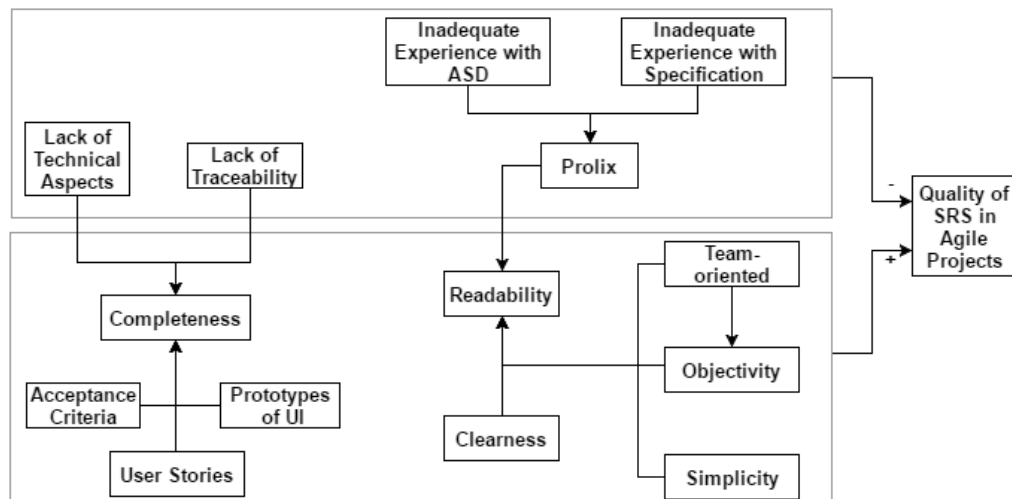 Inadequate
Experience with
ASD
Inadequate
Experience with
Specification
Lack of
Technical
Aspects
Lack of
Traceability
Prolix
-
Quality of
SRS in
Agile
Projects
+
Team-
oriented
Readability
Completeness
Objectivity
Acceptance
Criteria
Prototypes
of UI
Clearness
User Stories
Simplicity